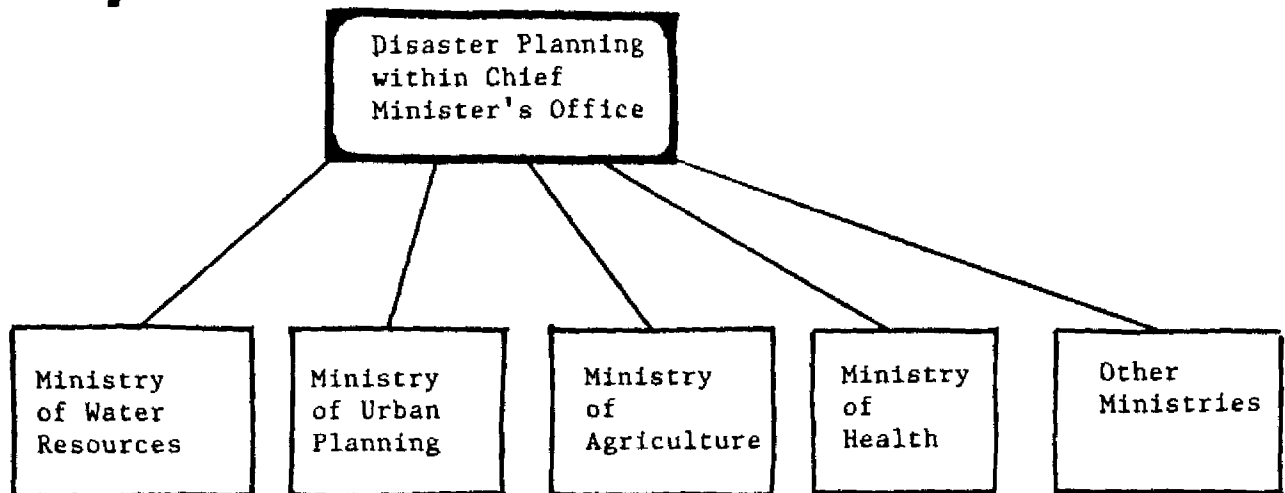 Disaster Planning
within Chief
Minister's Office
Ministry
of Water
Resources
Ministry
of Urban
Planning
Ministry
of
Agriculture
Ministry
of
Health
Other
Ministries